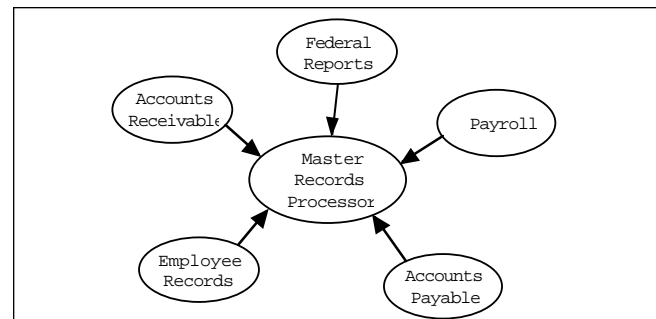 Federal
Reports
Accounts
Receivable
Payroll
Master
Records
Processor
Employee
Records
Accounts
Payable